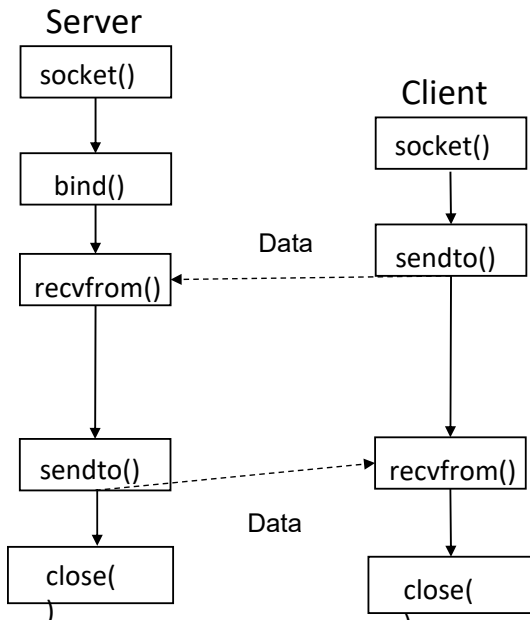 Server
socket()
bind()
recvfrom()
sendto()
close(
)
Client
socket()
sendto()
recvfrom()
close(
)
Data
Data